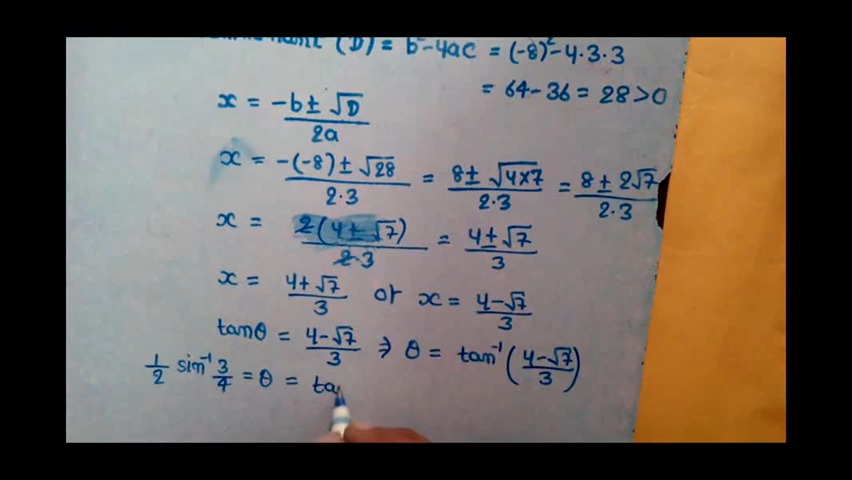 (D) = b²-4ac = (-8)²-4·3·3
= 64-36 = 28>0
x = -b±√D / 2a
x = -(-8)±√28 / 2·3 = 8±√4×7 / 2·3 = 8±2√7 / 2·3
x = 2(4±√7) / 2·3 = 4±√7 / 3
x = 4+√7 / 3 or x = 4-√7 / 3
tanθ = 4-√7 / 3 ⇒ θ = tan⁻¹(4-√7 / 3)
1/2 sin⁻¹ 3/4 = θ = ta